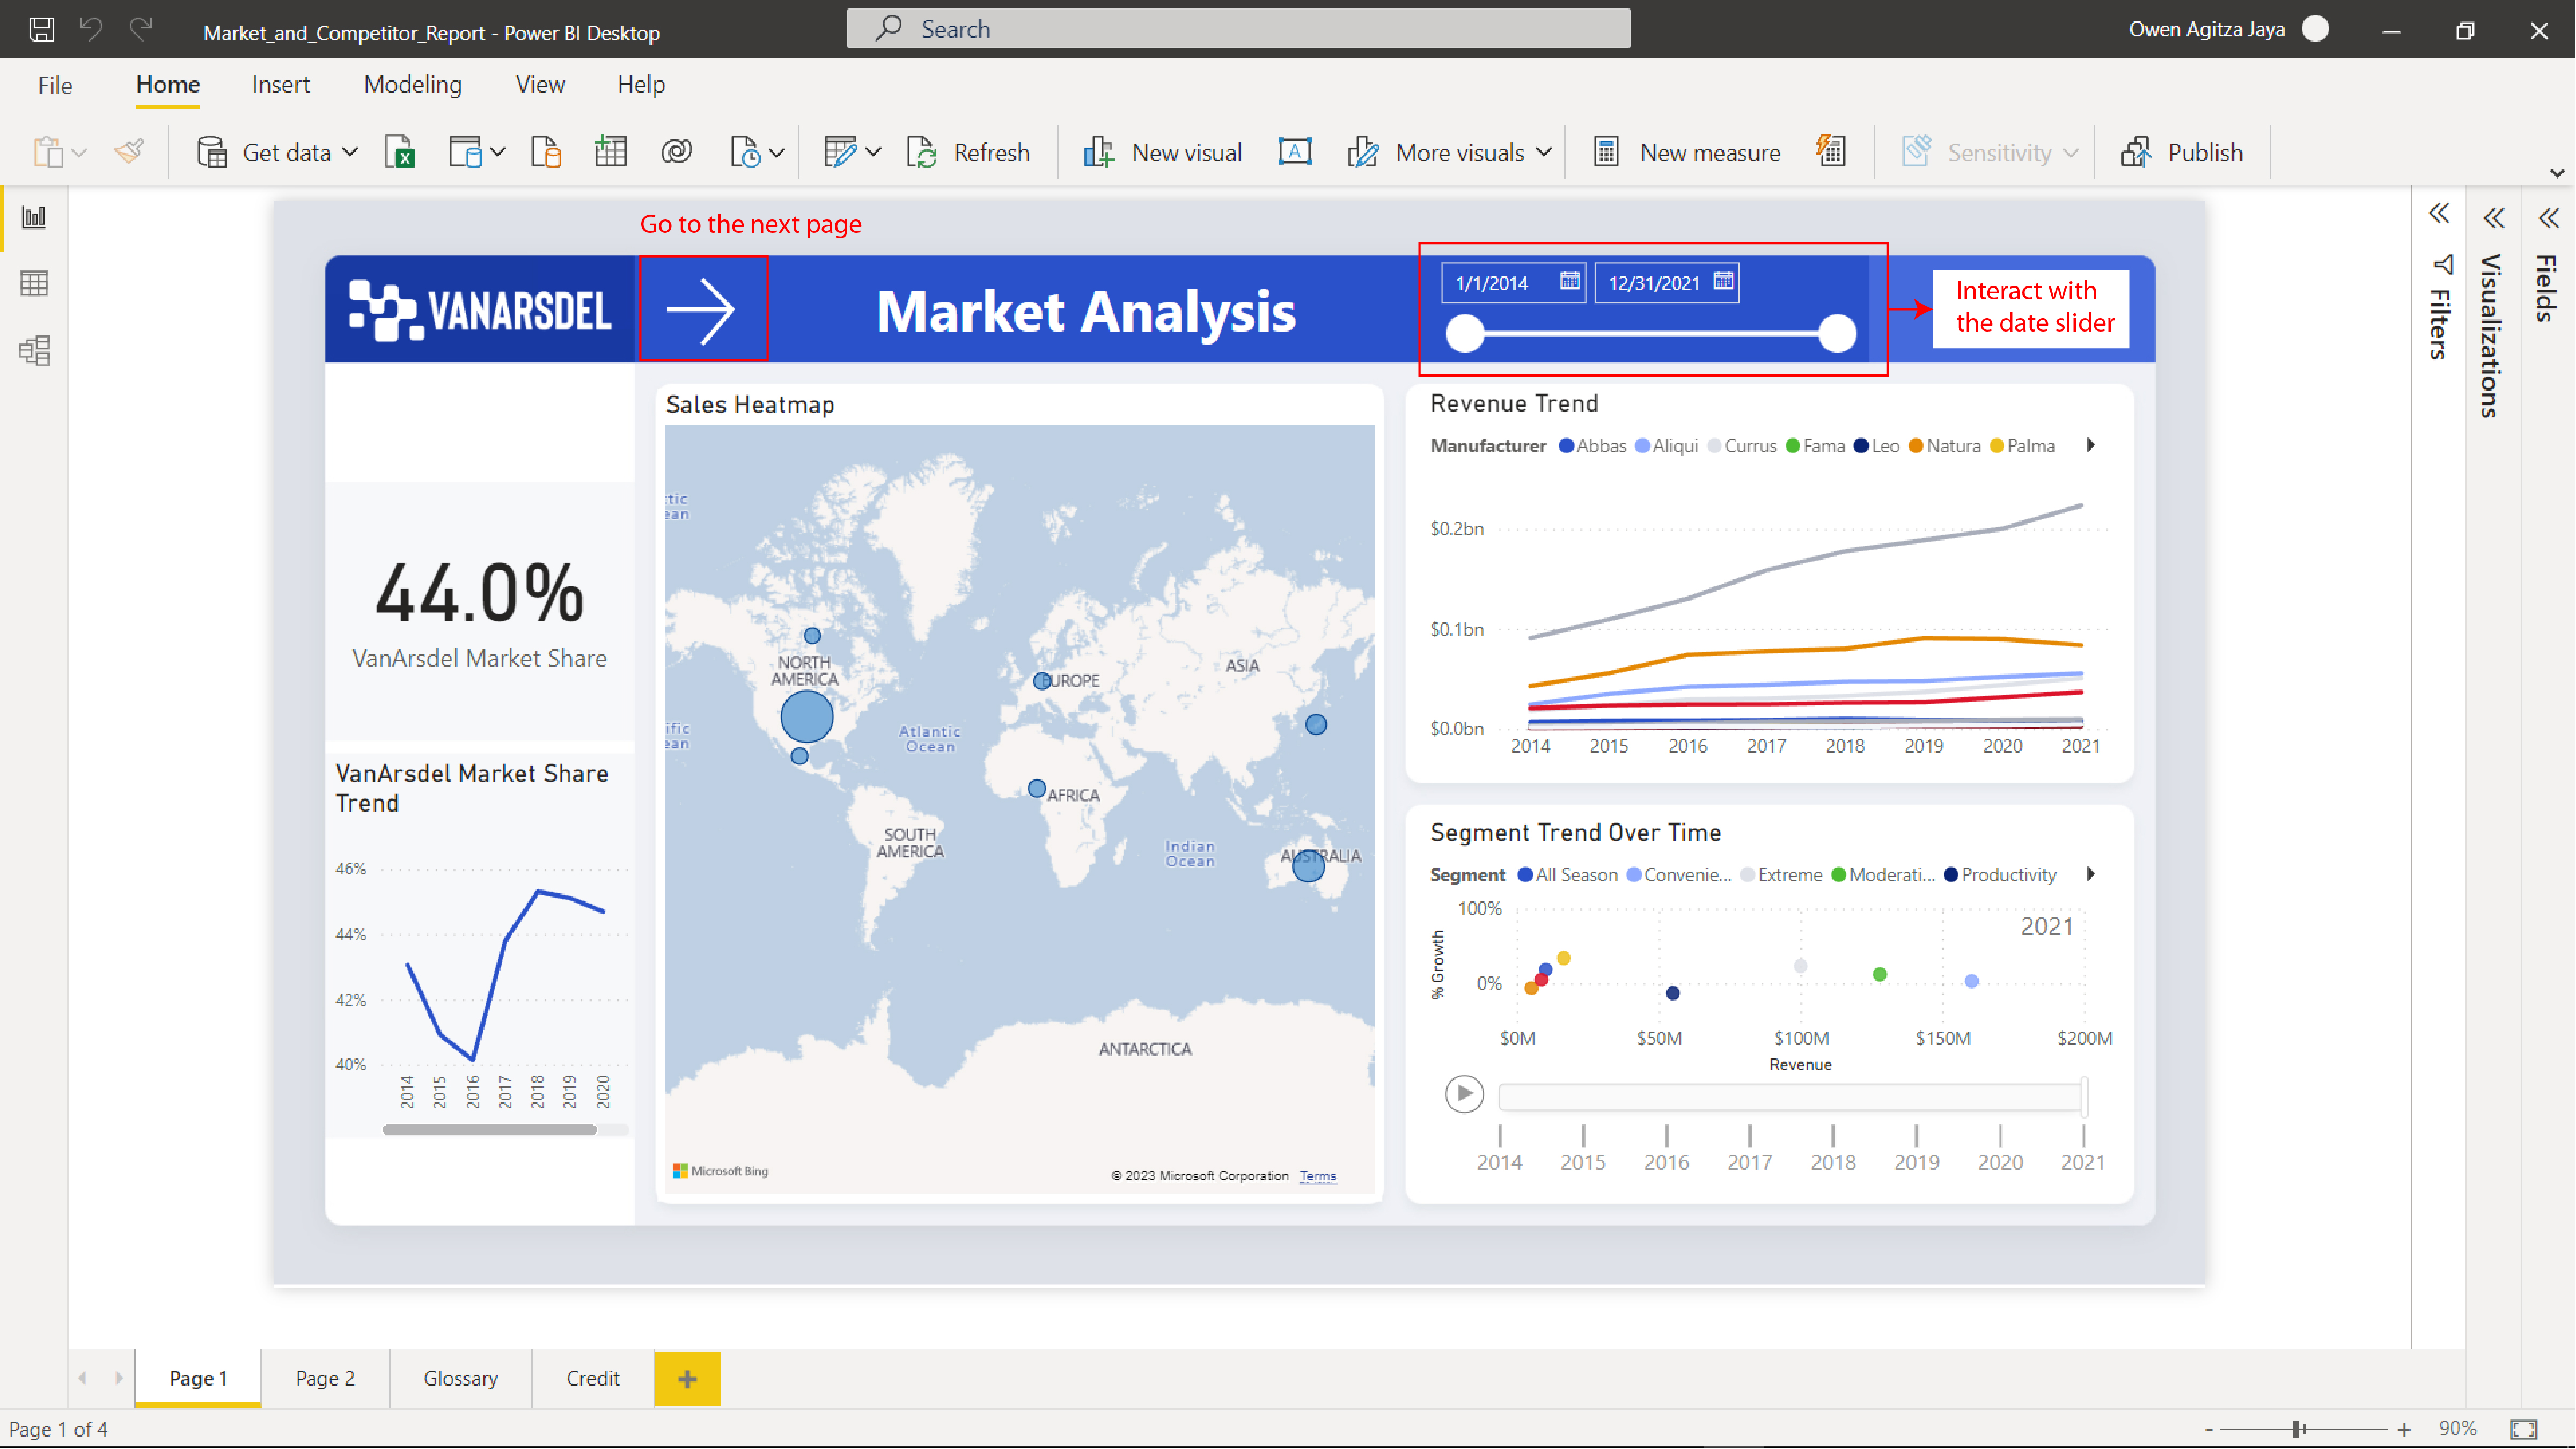 Market_and_Competitor_Report - Power BI Desktop
Search
Owen Agitza Jaya
File Home Insert Modeling View Help
Get data
Refresh
New visual
A
More visuals
New measure
Sensitivity
Publish
Go to the next page
VANARSDEL
Market Analysis
1/1/2014
12/31/2021
Interact with
the date slider
Filters
Visualizations
Fields
44.0%
VanArsdel Market Share
VanArsdel Market Share
Trend
46%
44%
42%
40%
2014 2015 2016 2017 2018 2019 2020
Sales Heatmap
tic
ean
NORTH
AMERICA
EUROPE
ASIA
ific
ean
Atlantic
Ocean
AFRICA
SOUTH
AMERICA
Indian
Ocean
AUSTRALIA
ANTARCTICA
Microsoft Bing
© 2023 Microsoft Corporation Terms
Revenue Trend
Manufacturer Abbas Aliqui Currus Fama Leo Natura Palma
$0.2bn
$0.1bn
$0.0bn
2014 2015 2016 2017 2018 2019 2020 2021
Segment Trend Over Time
Segment All Season Convenie... Extreme Moderati... Productivity
100%
2021
% Growth
0%
$0M $50M $100M $150M $200M
Revenue
2014 2015 2016 2017 2018 2019 2020 2021
Page 1 Page 2 Glossary Credit +
Page 1 of 4
- + 90%